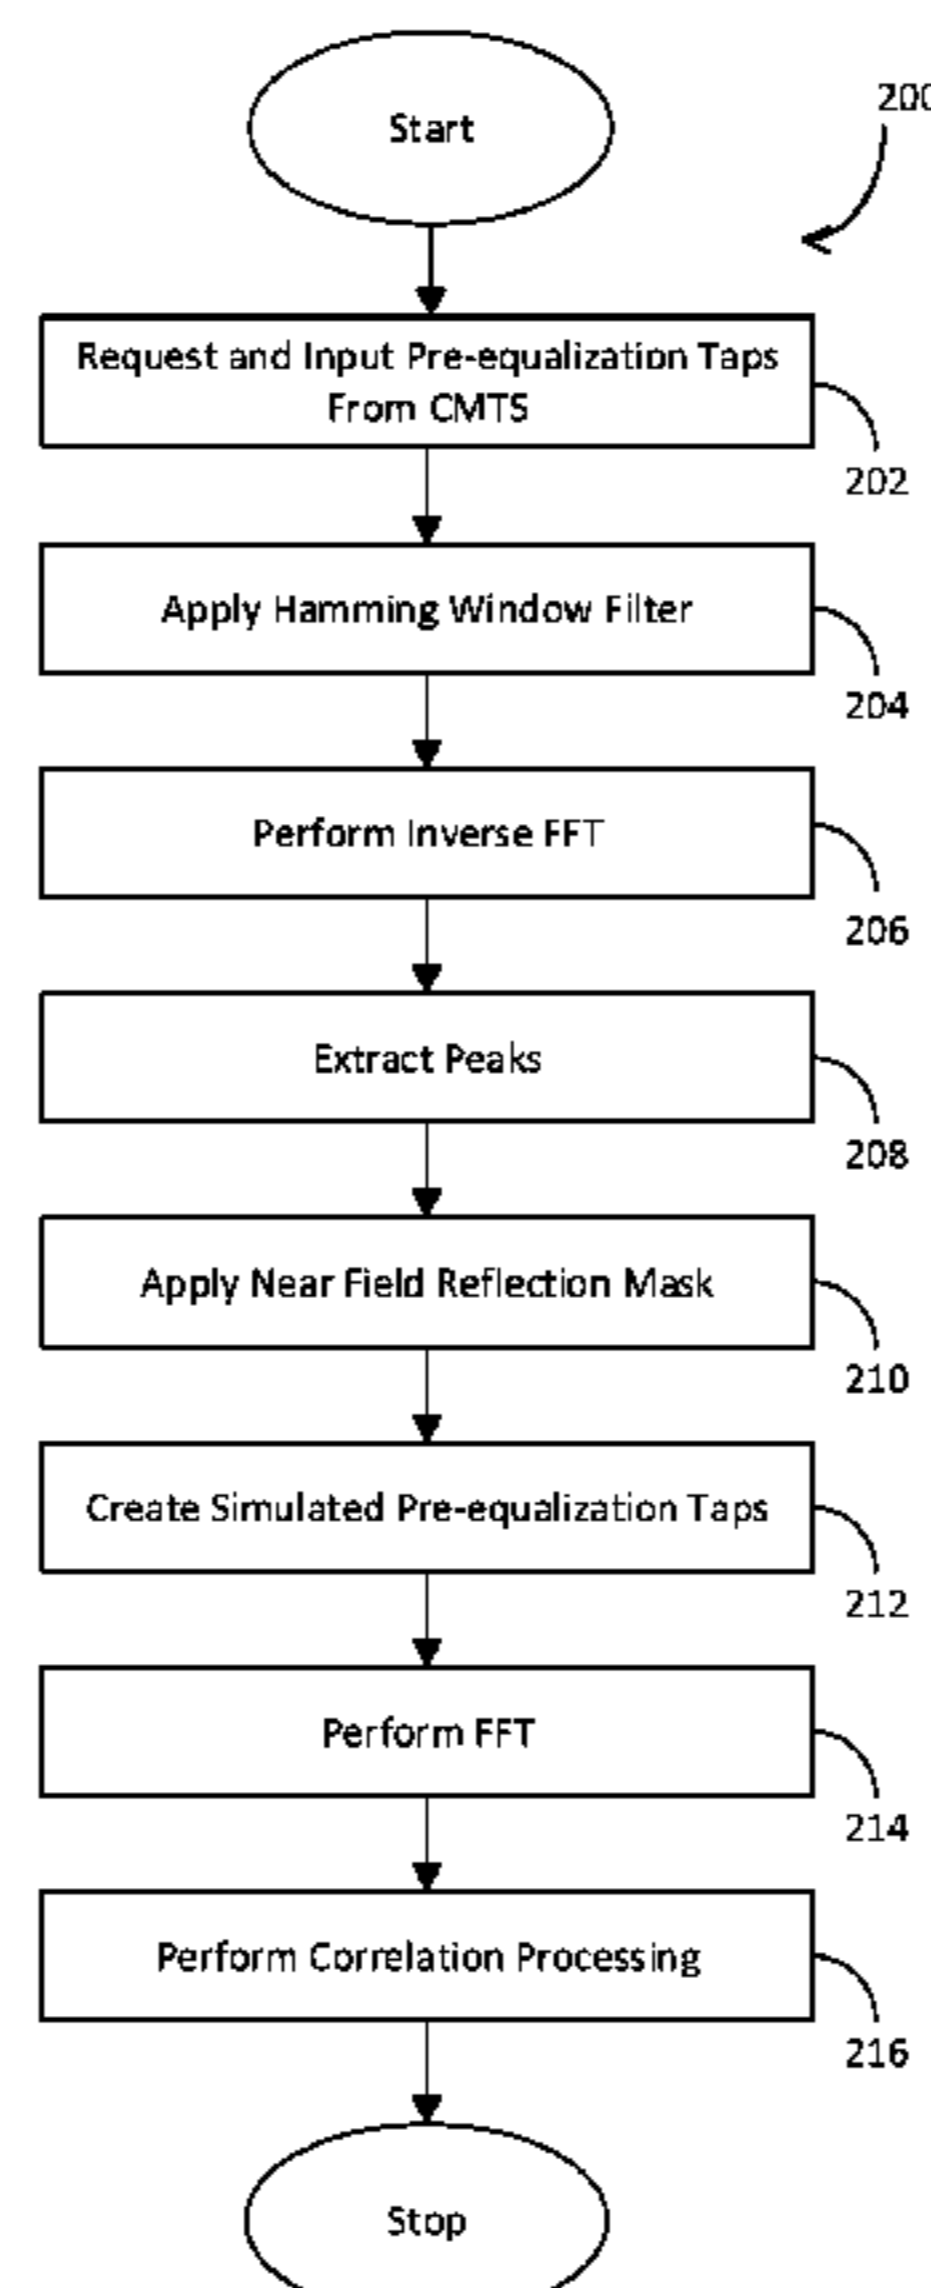 Start
200
Request and Input Pre-equalization Taps
From CMTS
202
Apply Hamming Window Filter
204
Perform Inverse FFT
206
Extract Peaks
208
Apply Near Field Reflection Mask
210
Create Simulated Pre-equalization Taps
212
Perform FFT
214
Perform Correlation Processing
216
Stop